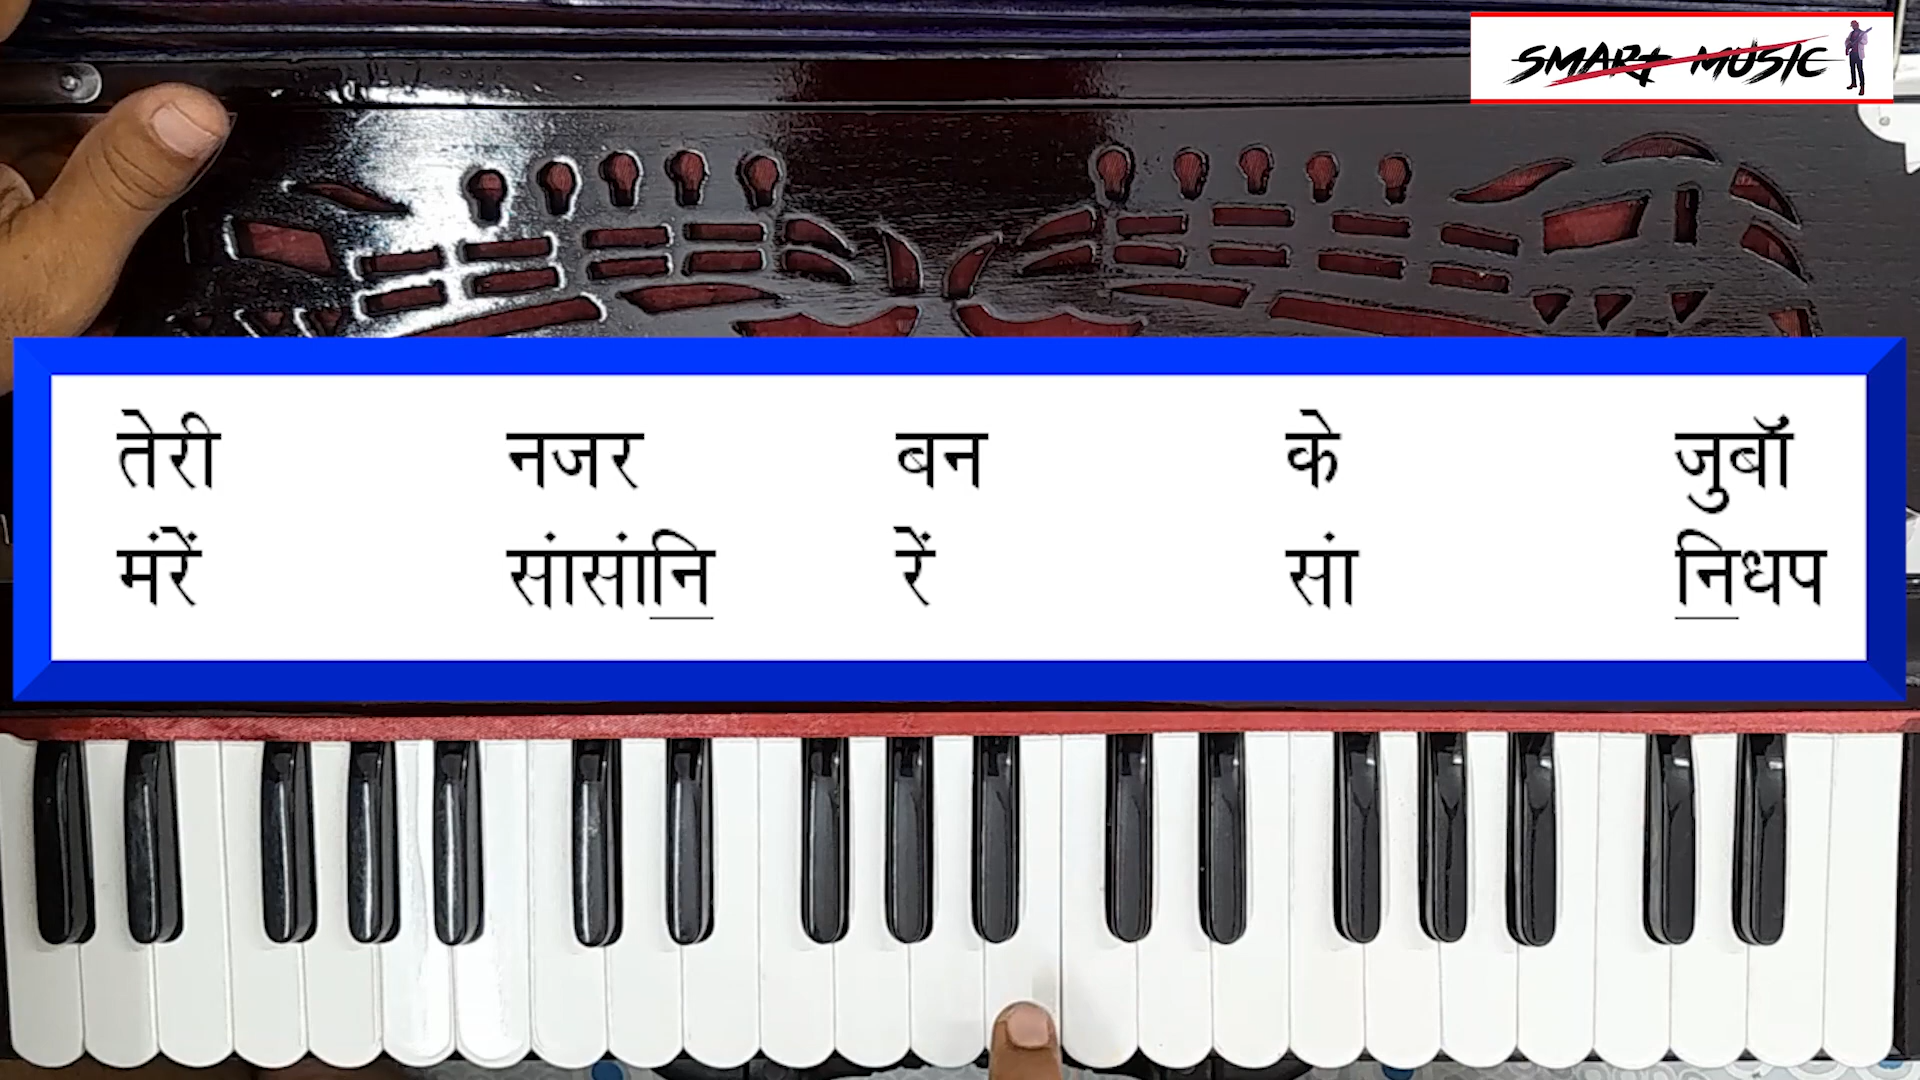 SMART MUSIC
तेरी नजर बन के जुबॉ
मंरें सांसांनि रें सां निधप